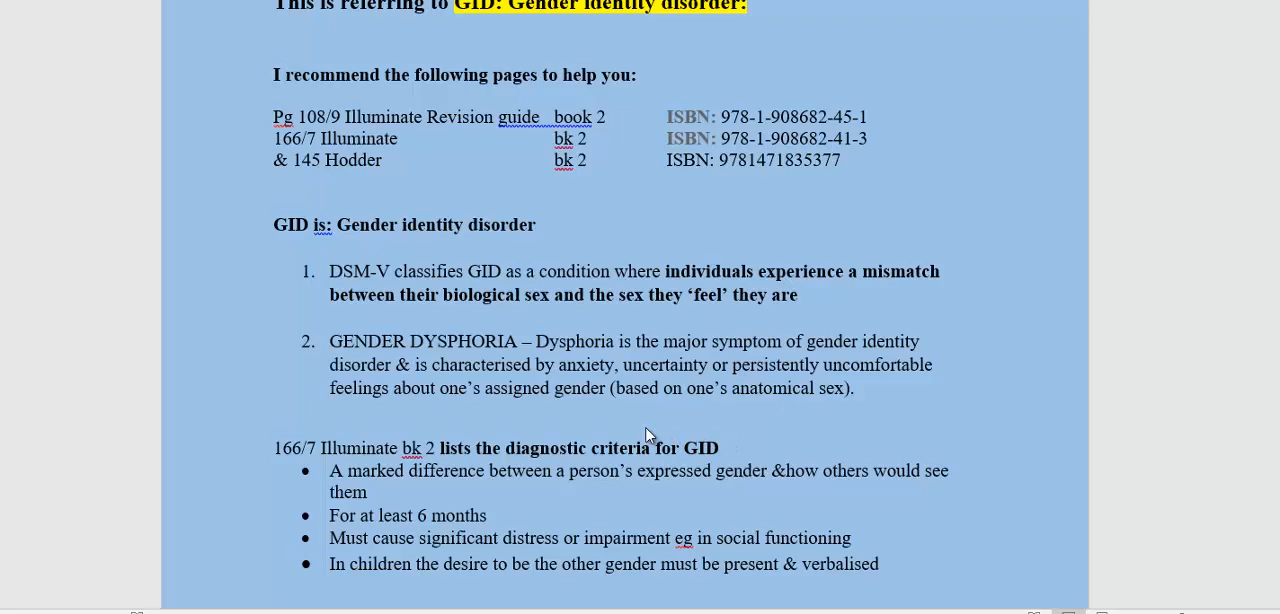 This is referring to GID: Gender identity disorder:
I recommend the following pages to help you:
Pg 108/9 Illuminate Revision guide book 2 ISBN: 978-1-908682-45-1
166/7 Illuminate bk 2 ISBN: 978-1-908682-41-3
& 145 Hodder bk 2 ISBN: 9781471835377
GID is: Gender identity disorder
1. DSM-V classifies GID as a condition where individuals experience a mismatch
between their biological sex and the sex they ‘feel’ they are
2. GENDER DYSPHORIA – Dysphoria is the major symptom of gender identity
disorder & is characterised by anxiety, uncertainty or persistently uncomfortable
feelings about one’s assigned gender (based on one’s anatomical sex).
166/7 Illuminate bk 2 lists the diagnostic criteria for GID
• A marked difference between a person’s expressed gender &how others would see
them
• For at least 6 months
• Must cause significant distress or impairment eg in social functioning
• In children the desire to be the other gender must be present & verbalised